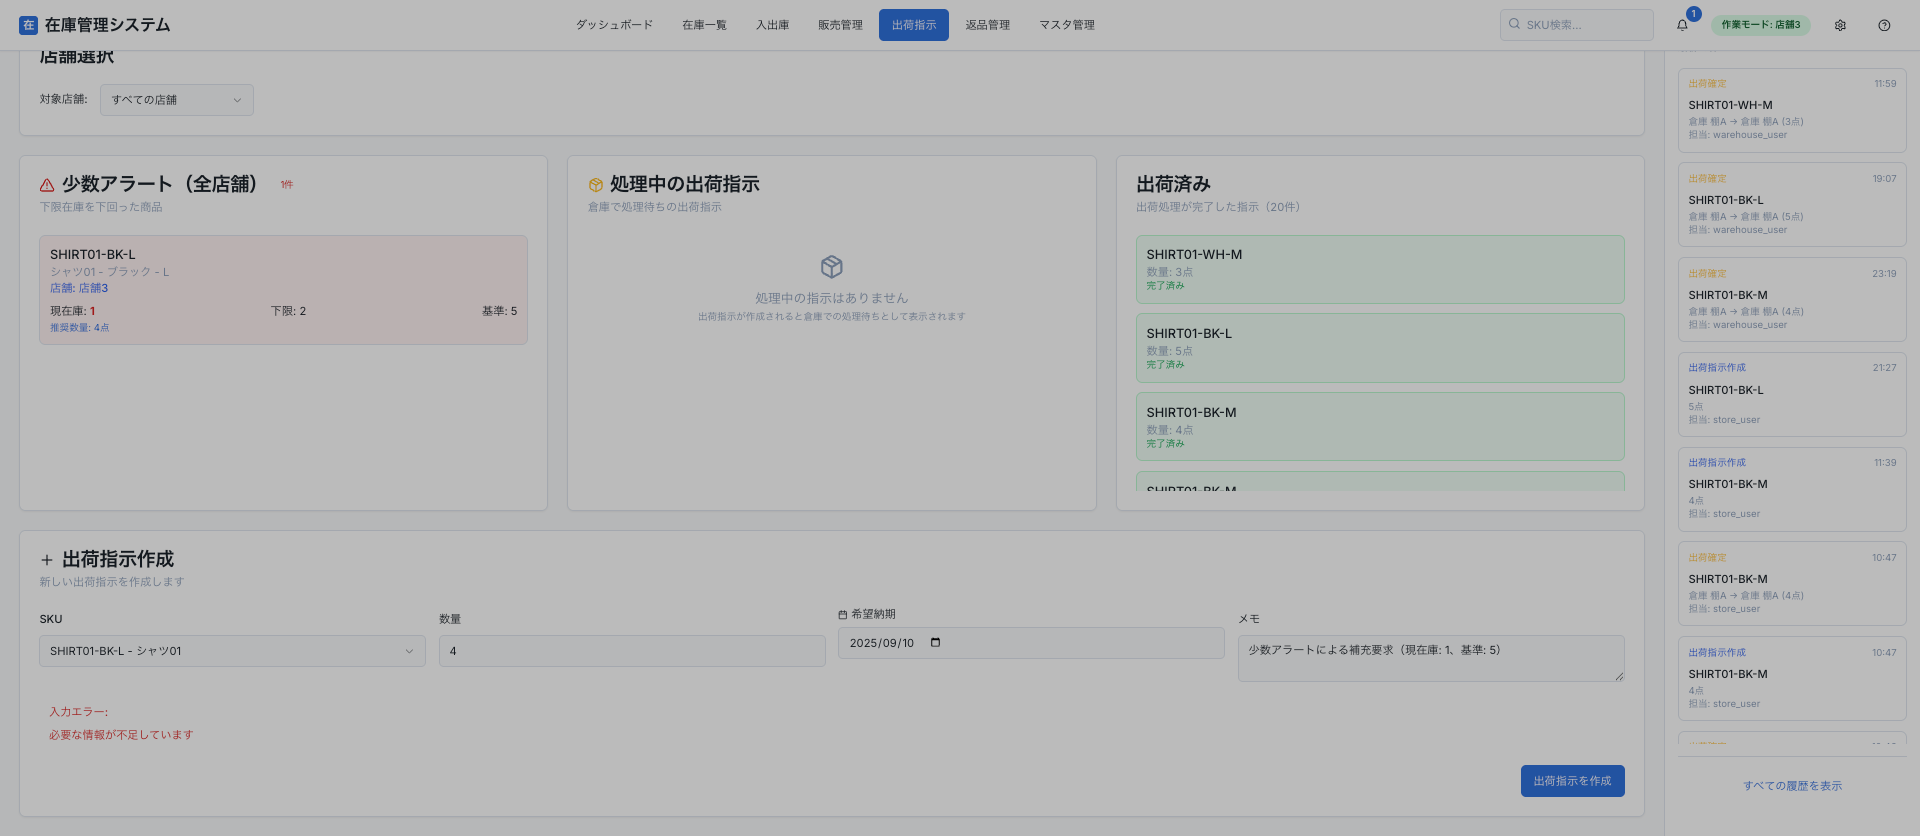 在 在庫管理システム
ダッシュボード 在庫一覧 入出庫 販売管理 出荷指示 返品管理 マスタ管理
SKU検索...
1
作業モード: 店舗3
店舗選択
対象店舗: すべての店舗
少数アラート（全店舗） 1件
下限在庫を下回った商品
SHIRT01-BK-L
シャツ01 - ブラック - L
店舗: 店舗3
現在庫: 1 下限: 2 基準: 5
推奨数量: 4点
処理中の出荷指示
倉庫で処理待ちの出荷指示
処理中の指示はありません
出荷指示が作成されると倉庫での処理待ちとして表示されます
出荷済み
出荷処理が完了した指示（20件）
SHIRT01-WH-M
数量: 3点
完了済み
SHIRT01-BK-L
数量: 5点
完了済み
SHIRT01-BK-M
数量: 4点
完了済み
SHIRT01-BK-M
出荷指示作成
新しい出荷指示を作成します
SKU
SHIRT01-BK-L - シャツ01
数量
4
希望納期
2025/09/10
メモ
少数アラートによる補充要求（現在庫: 1、基準: 5）
入力エラー:
必要な情報が不足しています
出荷指示を作成
出荷確定 11:59
SHIRT01-WH-M
倉庫 棚A → 倉庫 棚A (3点)
担当: warehouse_user
出荷確定 19:07
SHIRT01-BK-L
倉庫 棚A → 倉庫 棚A (5点)
担当: warehouse_user
出荷確定 23:19
SHIRT01-BK-M
倉庫 棚A → 倉庫 棚A (4点)
担当: warehouse_user
出荷指示作成 21:27
SHIRT01-BK-L
5点
担当: store_user
出荷指示作成 11:39
SHIRT01-BK-M
4点
担当: store_user
出荷確定 10:47
SHIRT01-BK-M
倉庫 棚A → 倉庫 棚A (4点)
担当: store_user
出荷指示作成 10:47
SHIRT01-BK-M
4点
担当: store_user
すべての履歴を表示